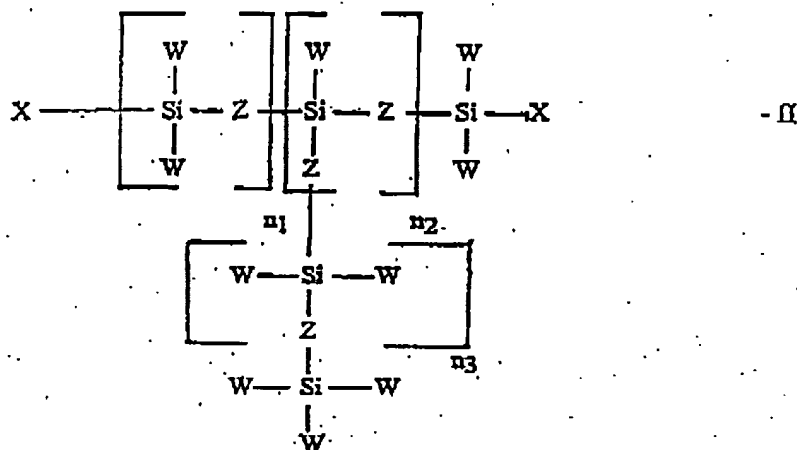 W W W
X Si Z Si Z Si X - II
W Z W
n1 n2
W Si W
Z
n3
W Si W
W